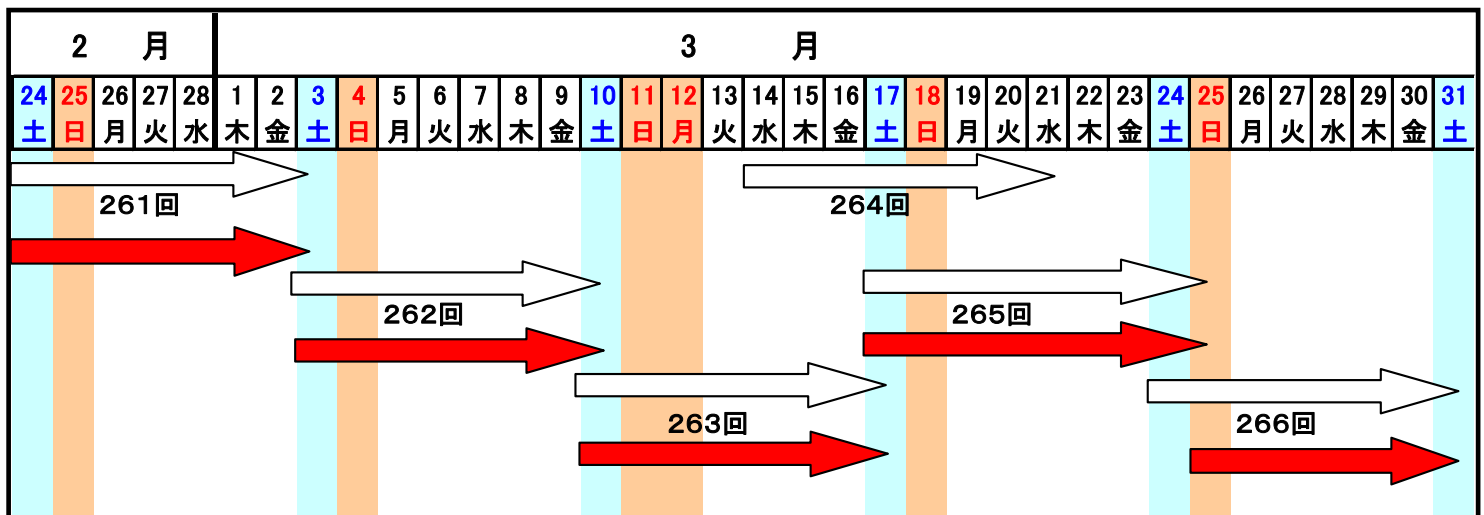 2 月 3 月
24 25 26 27 28 1 2 3 4 5 6 7 8 9 10 11 12 13 14 15 16 17 18 19 20 21 22 23 24 25 26 27 28 29 30 31
土 日 月 火 水 木 金 土 日 月 火 水 木 金 土 日 月 火 水 木 金 土 日 月 火 水 木 金 土 日 月 火 水 木 金 土
261回 264回
262回 265回
263回 266回